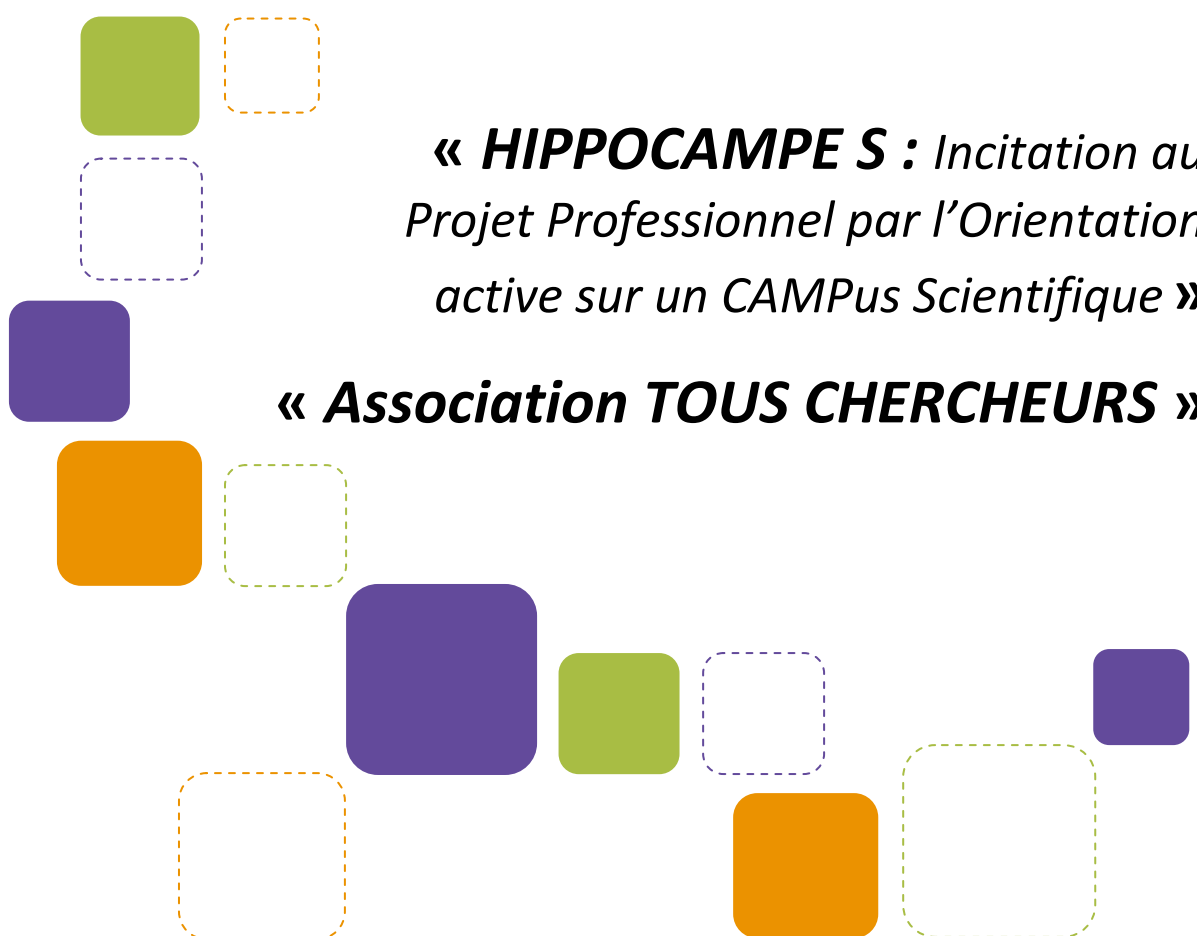 « HIPPOCAMPE S : Incitation au
Projet Professionnel par l’Orientation
active sur un CAMPus Scientifique »
« Association TOUS CHERCHEURS »